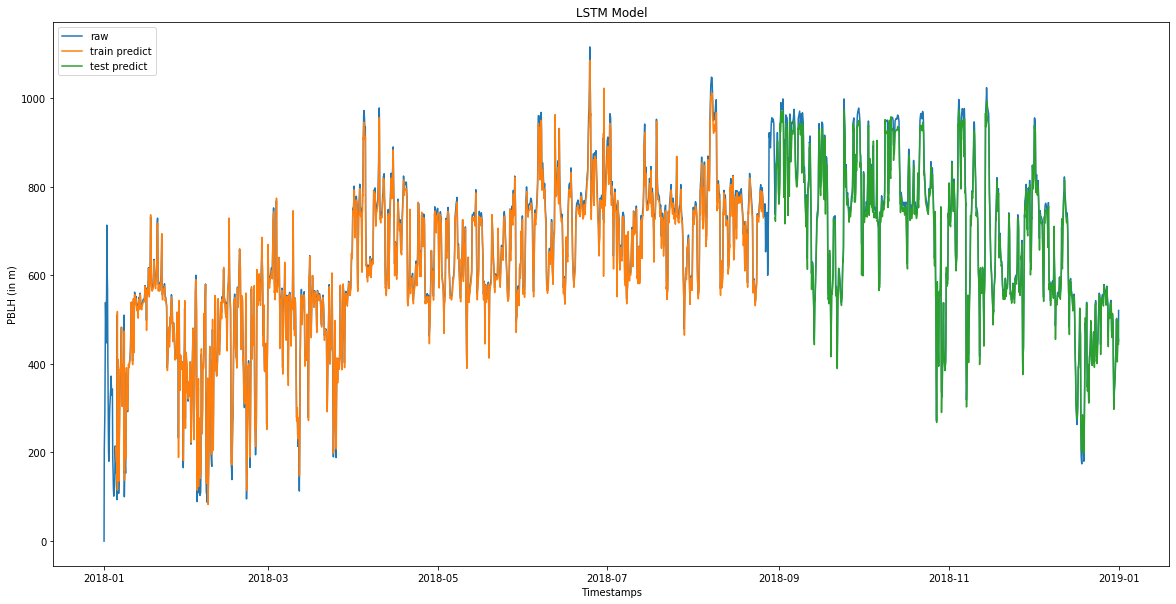 LSTM Model
raw
train predict
test predict
PBLH (in m)
1000
800
600
400
200
0
2018-01
2018-03
2018-05
2018-07
2018-09
2018-11
2019-01
Timestamps